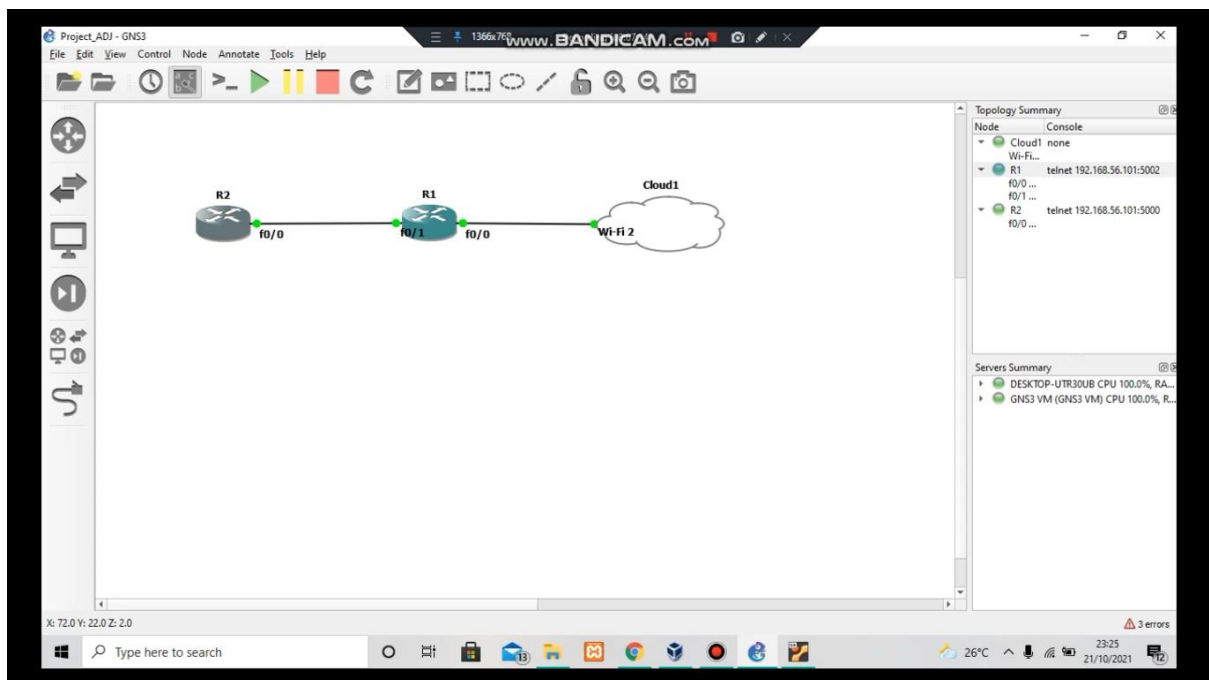 Project_ADJ - GNS3
1366x768
www.BANDICAM.com
File Edit View Control Node Annotate Tools Help
Topology Summary
Node Console
Cloud1 none
Wi-Fi...
R1 telnet 192.168.56.101:5002
f0/0 ...
f0/1 ...
R2 telnet 192.168.56.101:5000
f0/0 ...
R2
R1
Cloud1
f0/0
f0/1
f0/0
Wi-Fi 2
Servers Summary
DESKTOP-UTR30UB CPU 100.0%, RA...
GNS3 VM (GNS3 VM) CPU 100.0%, R...
X: 72.0 Y: 22.0 Z: 2.0
3 errors
Type here to search
13
26°C
23:25
21/10/2021
12